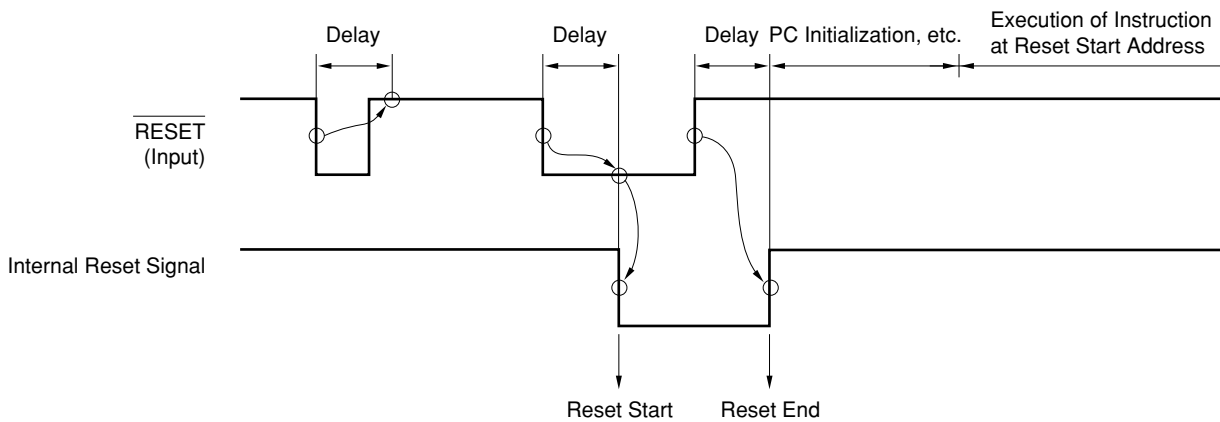 Delay
Delay
Delay
PC Initialization, etc.
Execution of Instruction
at Reset Start Address
RESET
(Input)
Internal Reset Signal
Reset Start
Reset End